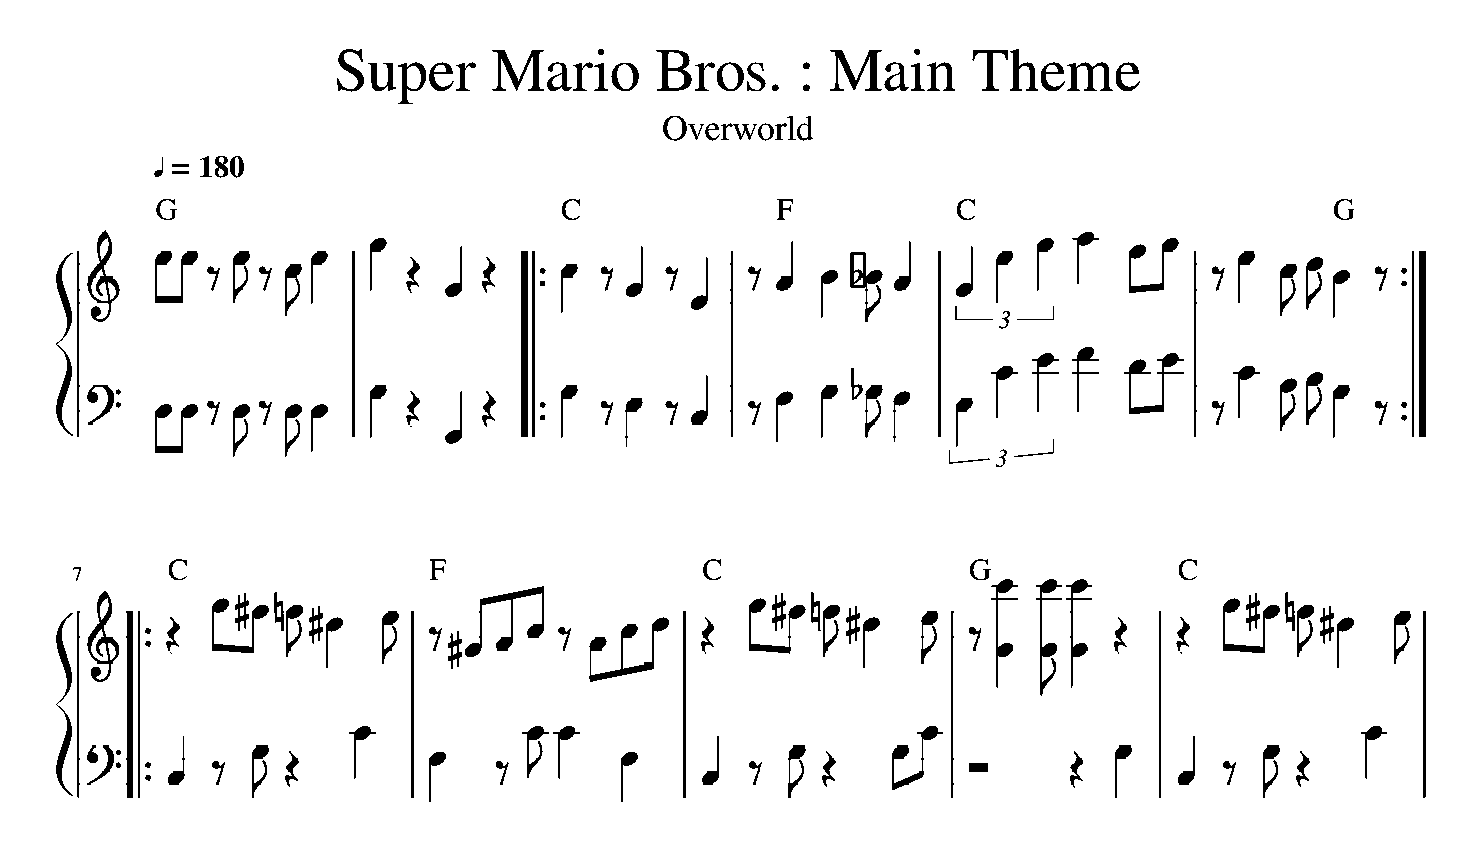 Super Mario Bros. : Main Theme
Overworld
♩ = 180
G C F C G
3
3
7 C F C G C